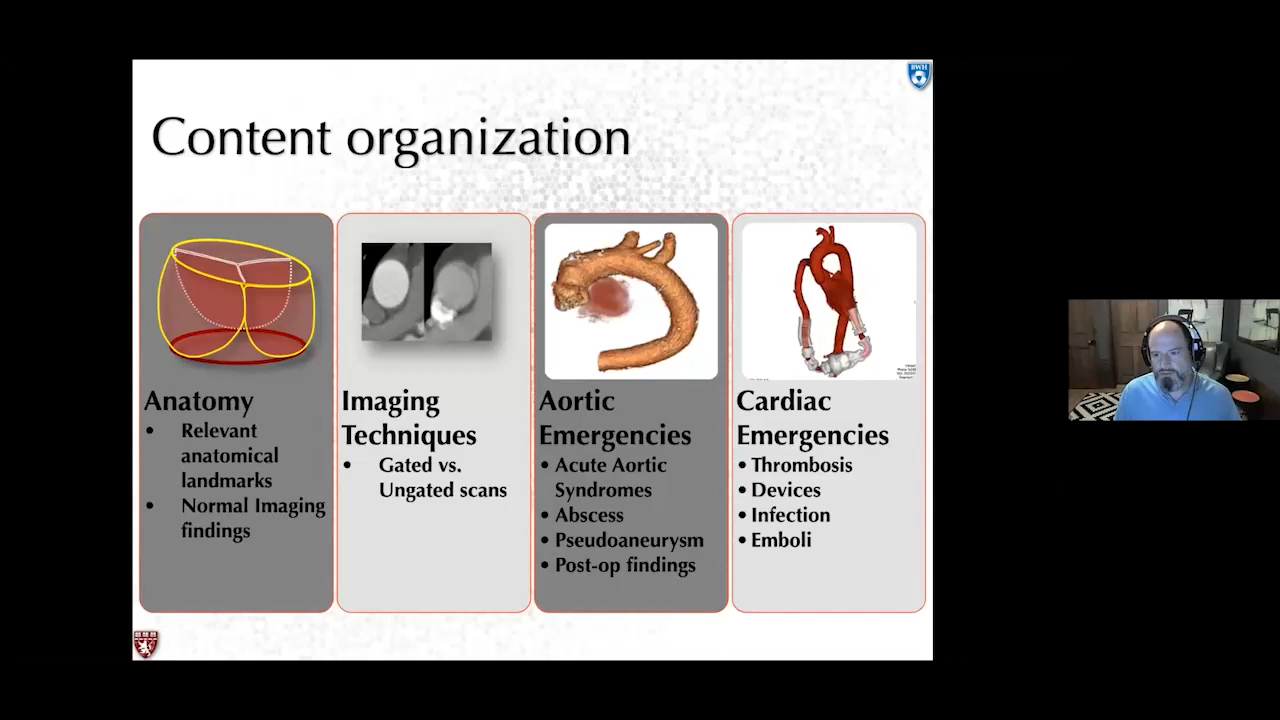 BWH
Content organization
Anatomy
• Relevant
anatomical
landmarks
• Normal Imaging
findings
Imaging
Techniques
• Gated vs.
Ungated scans
Aortic
Emergencies
• Acute Aortic
Syndromes
• Abscess
• Pseudoaneurysm
• Post-op findings
Cardiac
Emergencies
• Thrombosis
• Devices
• Infection
• Emboli